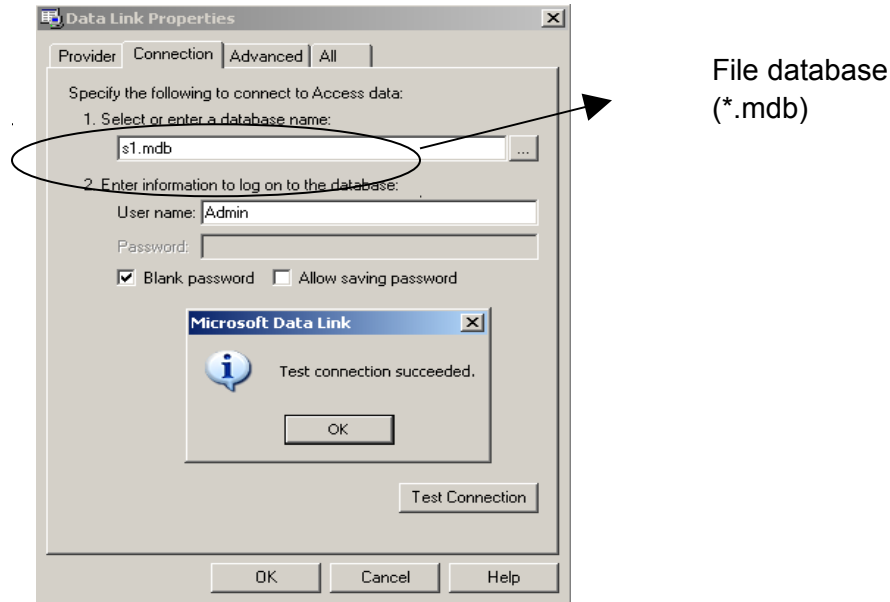 Data Link Properties
Provider Connection Advanced All
Specify the following to connect to Access data:
1. Select or enter a database name:
s1.mdb ...
2. Enter information to log on to the database:
User name: Admin
Password:
Blank password Allow saving password
Microsoft Data Link
Test connection succeeded.
OK
Test Connection
OK Cancel Help
File database
(*.mdb)